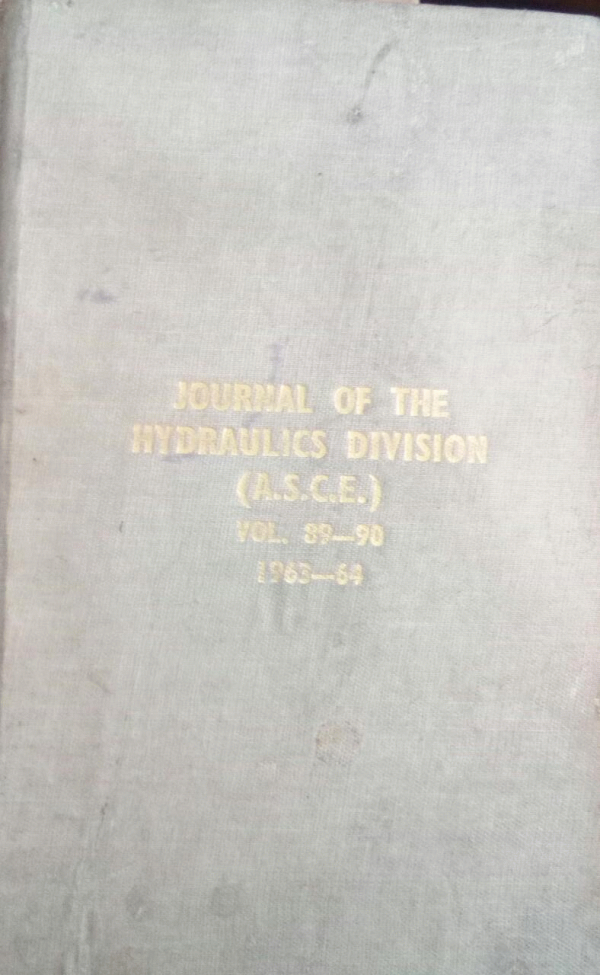 JOURNAL OF THE
HYDRAULICS DIVISION
(A.S.C.E.)
VOL. 89—90
1963—64